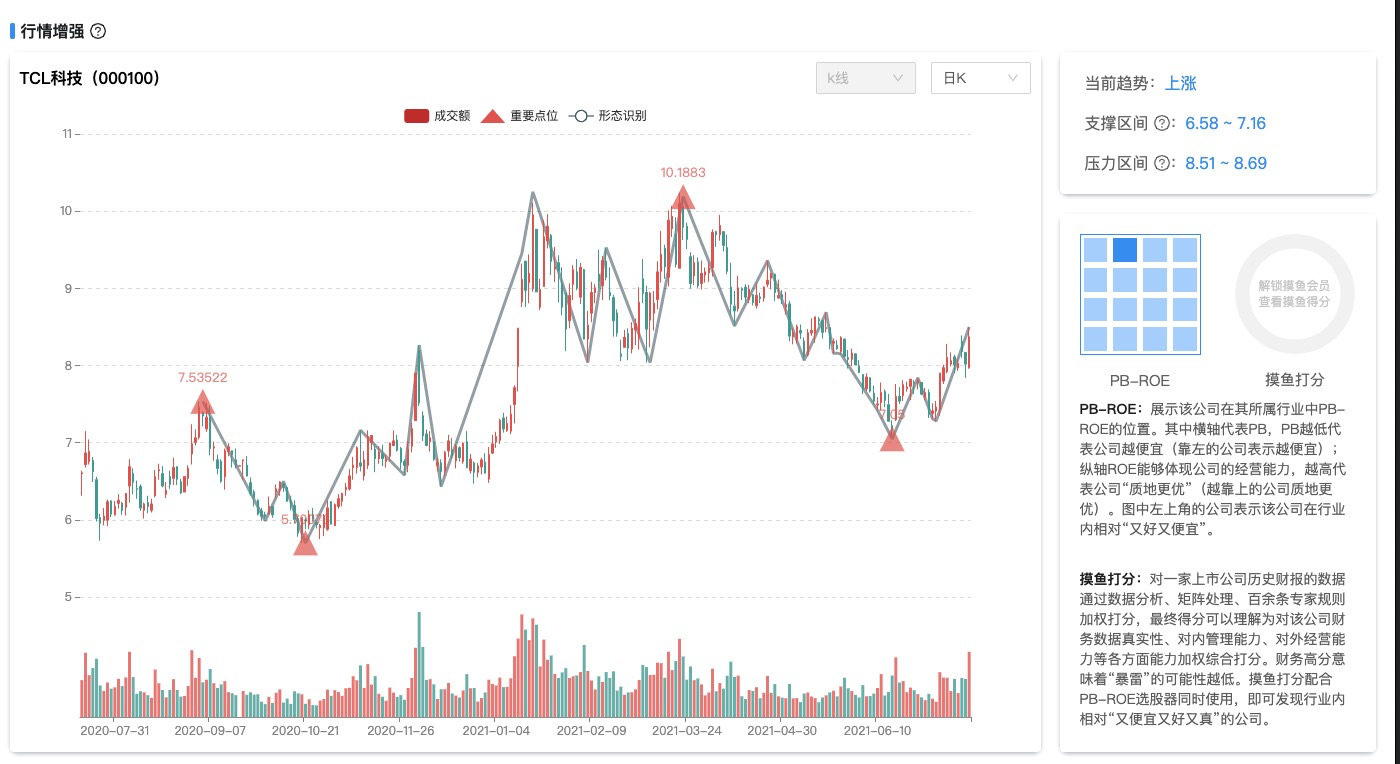 行情增强 ?
TCL科技（000100）
k线
日K
成交额 重要点位 形态识别
11
10
9
8
7
6
5
10.1883
7.53522
7.05
2020-07-31 2020-09-07 2020-10-21 2020-11-26 2021-01-04 2021-02-09 2021-03-24 2021-04-30 2021-06-10
当前趋势：上涨
支撑区间 ?：6.58 ~ 7.16
压力区间 ?：8.51 ~ 8.69
解锁摸鱼会员
查看摸鱼得分
PB-ROE
摸鱼打分
PB-ROE：展示该公司在其所属行业中PB-
ROE的位置。其中横轴代表PB，PB越低代
表公司越便宜（靠左的公司表示越便宜）；
纵轴ROE能够体现公司的经营能力，越高代
表公司“质地更优”（越靠上的公司质地更
优）。图中左上角的公司表示该公司在行业
内相对“又好又便宜”。
摸鱼打分：对一家上市公司历史财报的数据
通过数据分析、矩阵处理、百余条专家规则
加权打分，最终得分可以理解为对该公司财
务数据真实性、对内管理能力、对外经营能
力等各方面能力加权综合打分。财务高分意
味着“暴雷”的可能性越低。摸鱼打分配合
PB-ROE选股器同时使用，即可发现行业内
相对“又便宜又好又真”的公司。